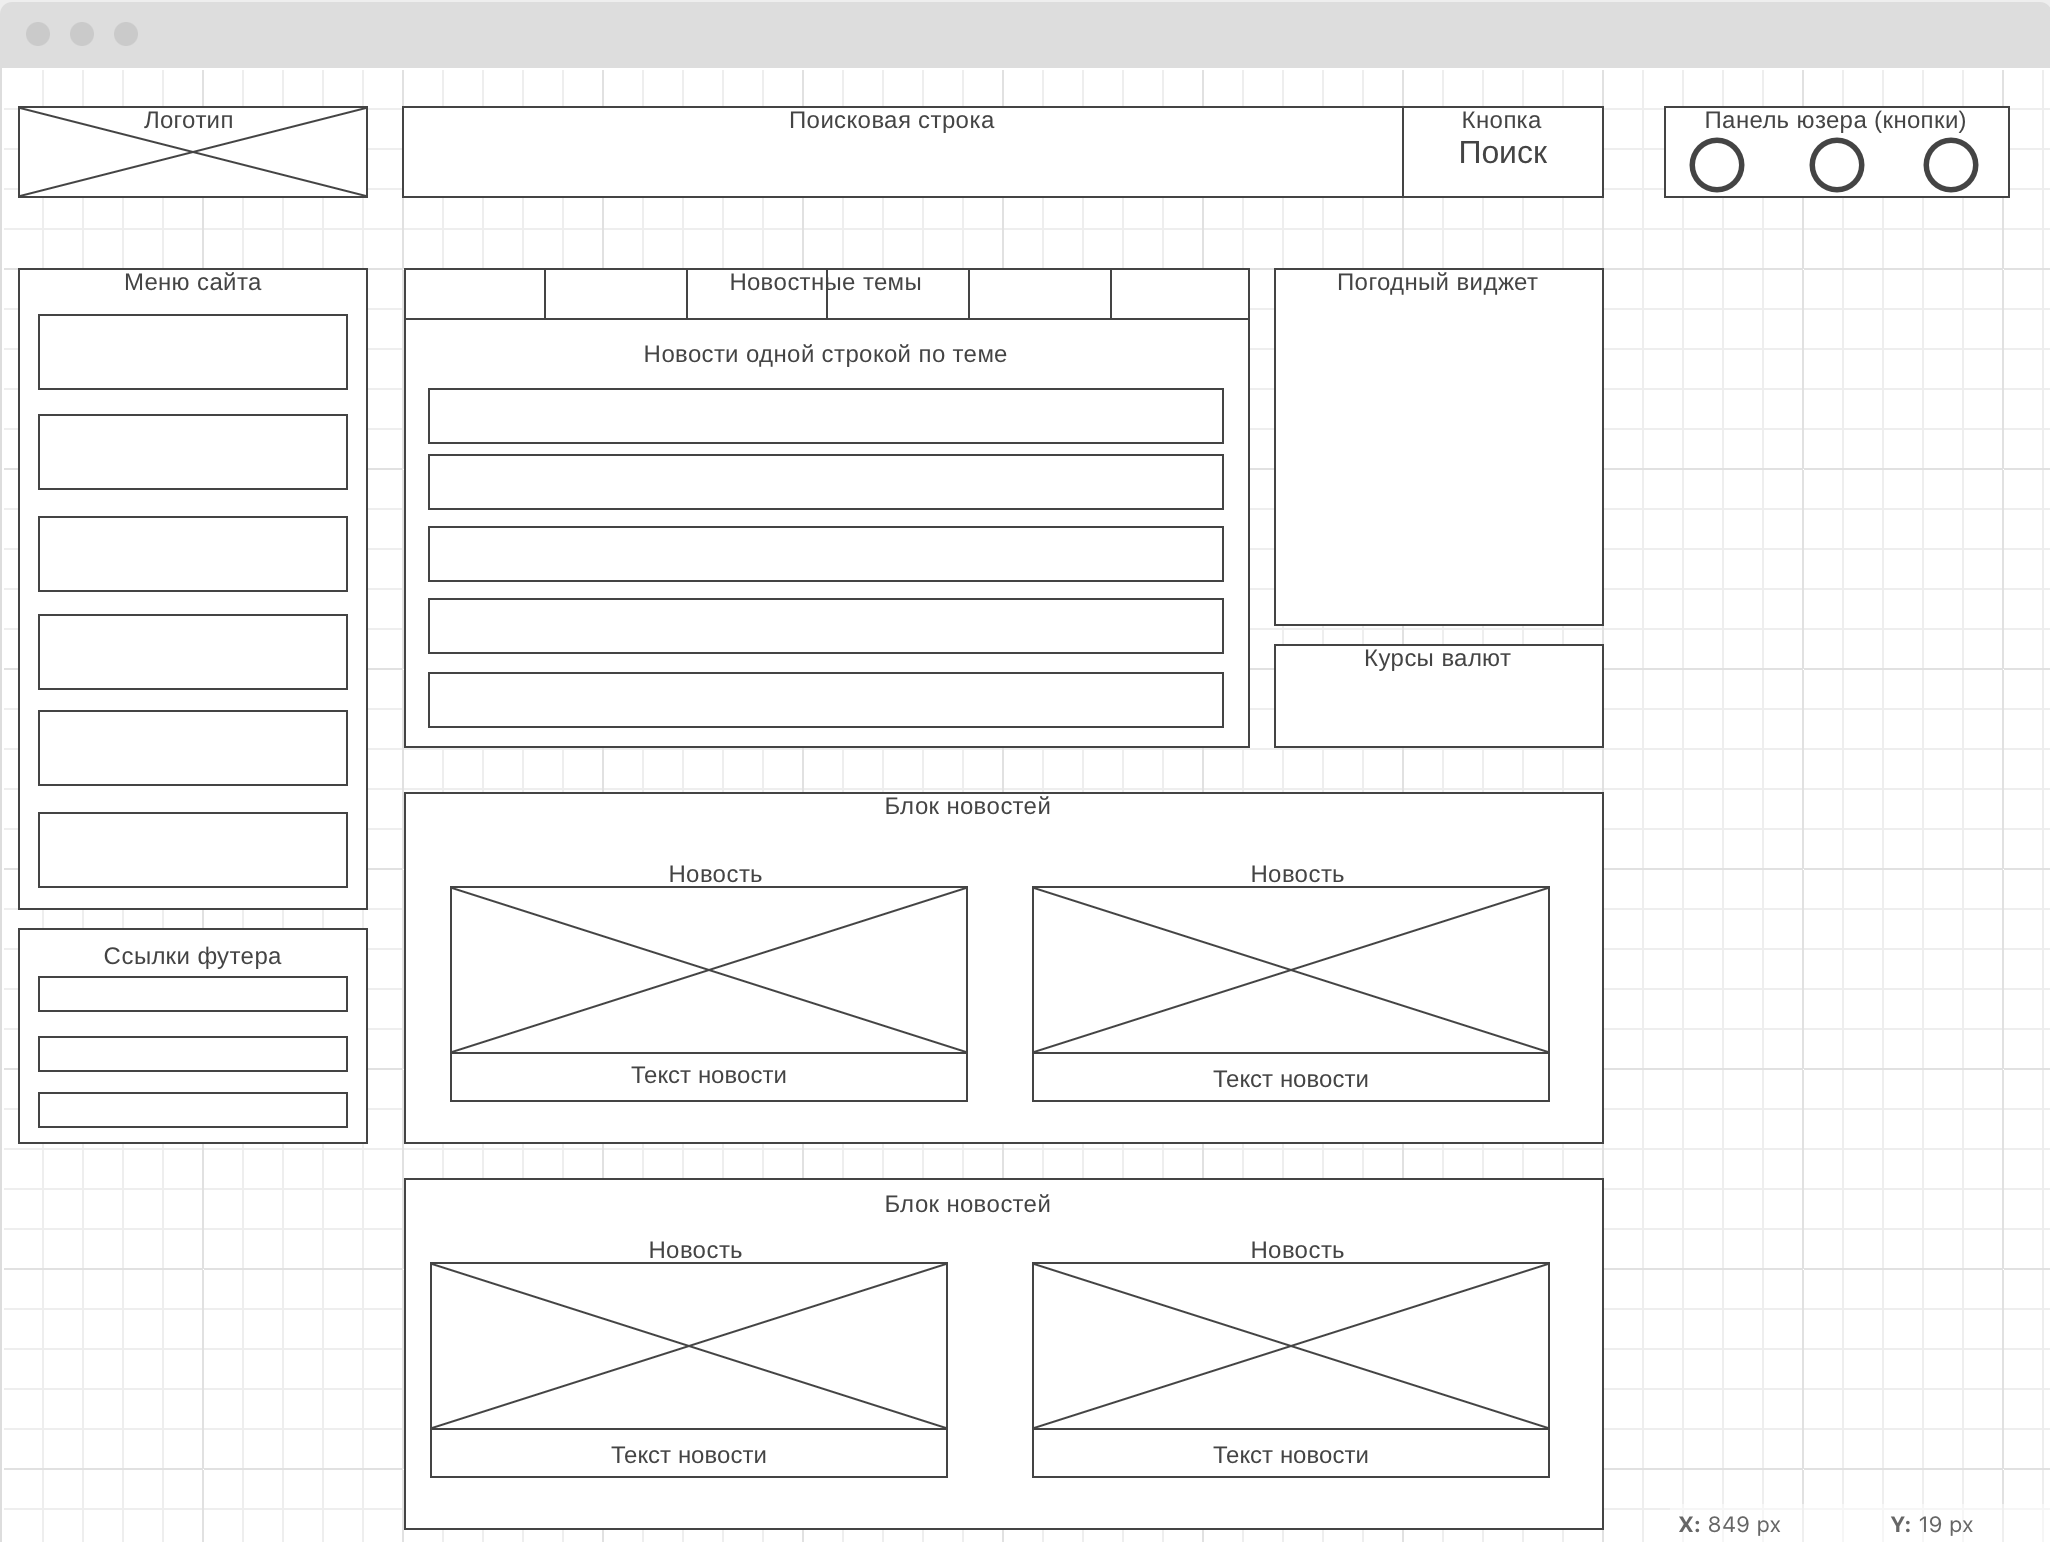 Логотип
Поисковая строка
Кнопка
Поиск
Панель юзера (кнопки)
Меню сайта
Новостные темы
Погодный виджет
Новости одной строкой по теме
Курсы валют
Блок новостей
Новость
Новость
Ссылки футера
Текст новости
Текст новости
Блок новостей
Новость
Новость
Текст новости
Текст новости
X: 849 px Y: 19 px